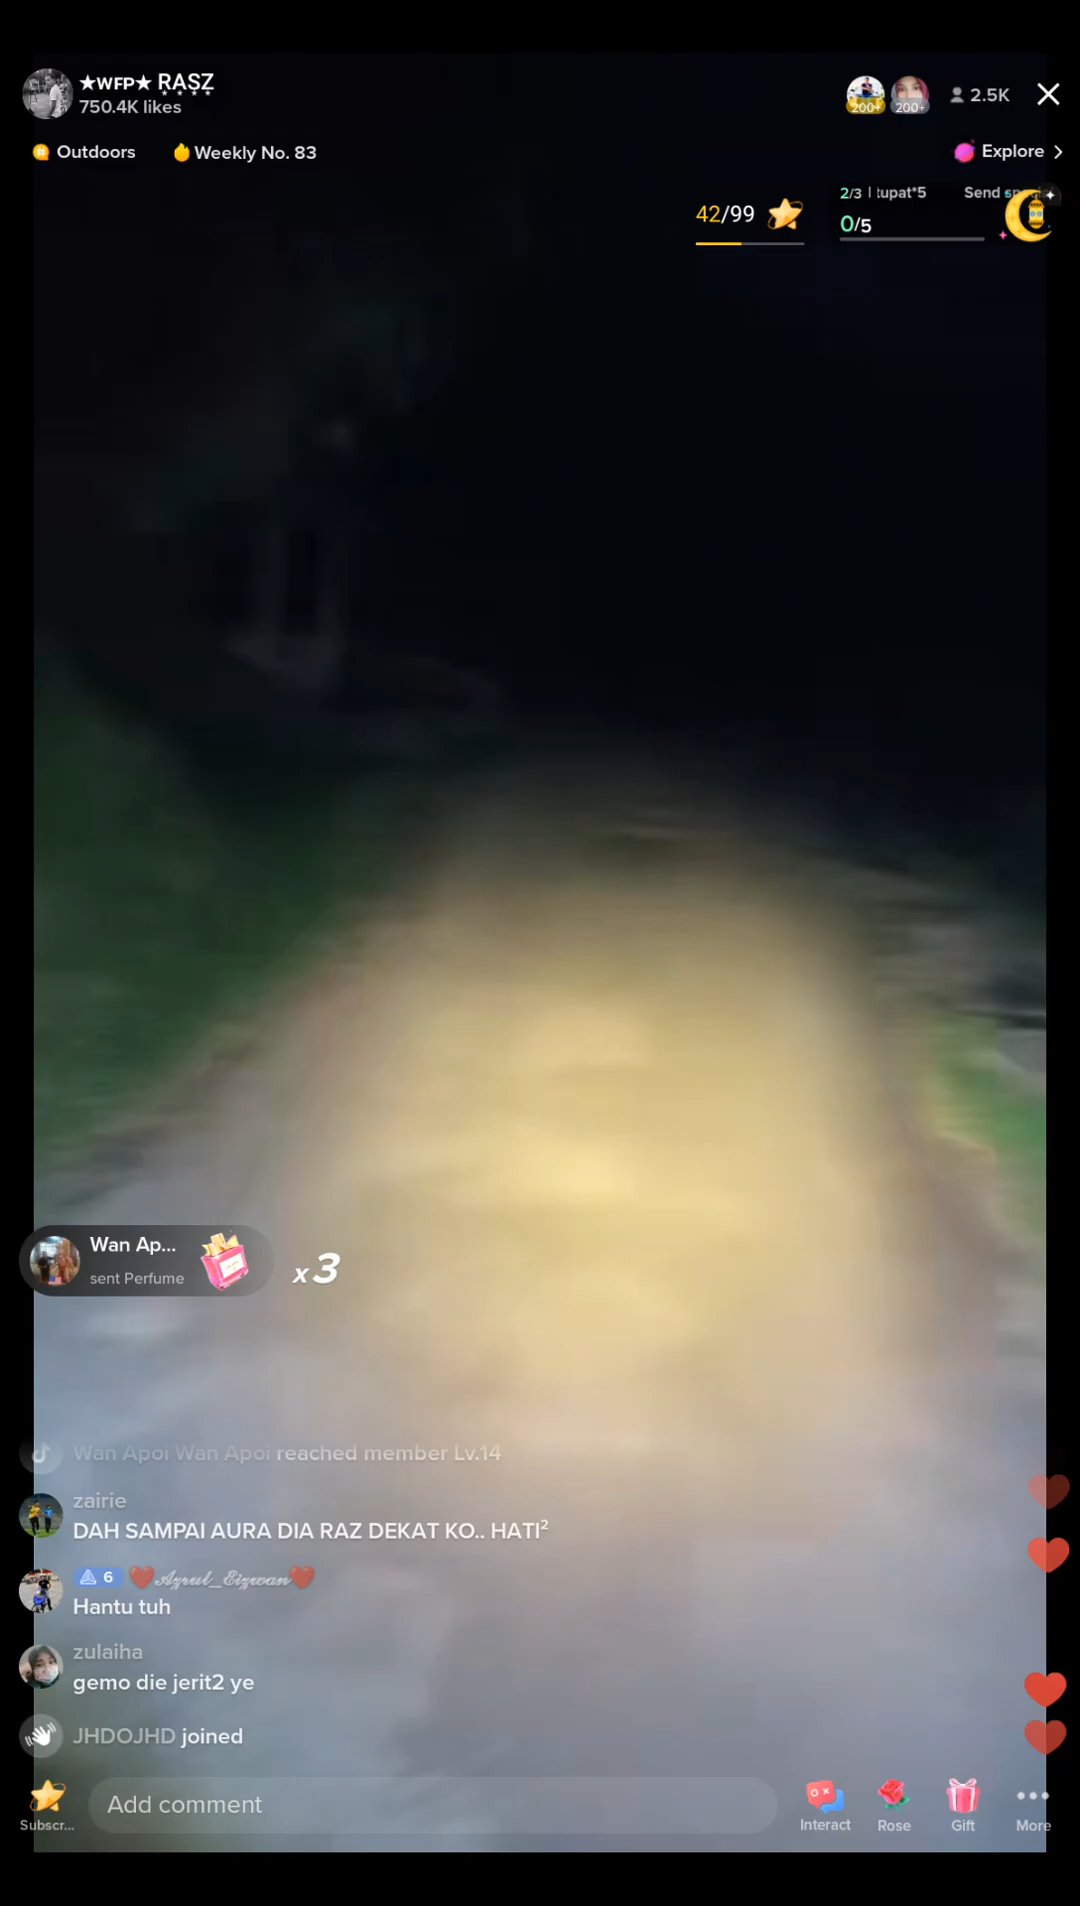 ★WFP★ RASZ
750.4K likes
200+
200+
2.5K
Outdoors
Weekly No. 83
Explore
42/99
2/3
tupat*5
Send
0/5
Wan Ap...
sent Perfume
x3
Wan Apoi Wan Apoi reached member Lv.14
zairie
DAH SAMPAI AURA DIA RAZ DEKAT KO.. HATI²
6 ❤️𝒜𝓏𝓇𝓊𝓁_𝐸𝒾𝓏𝓌𝒶𝓃❤️
Hantu tuh
zulaiha
gemo die jerit2 ye
JHDOJHD joined
Add comment
Subscr...
Interact
Rose
Gift
More